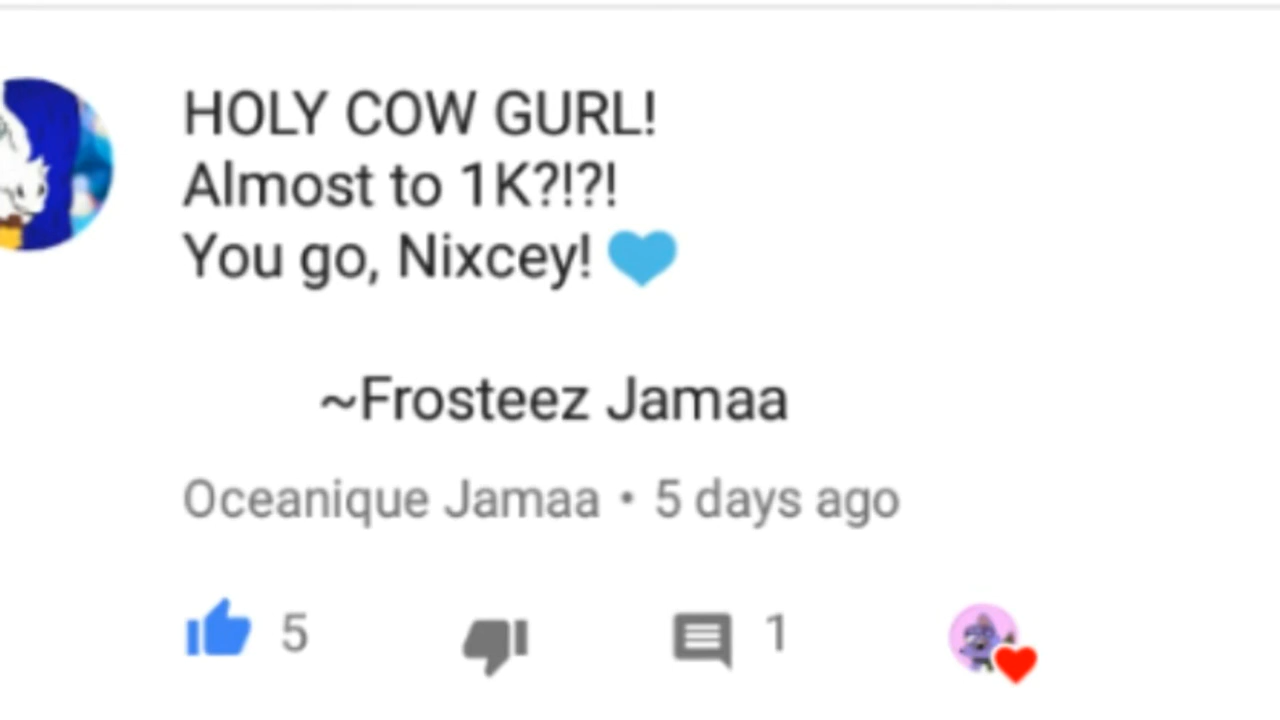 HOLY COW GURL!
Almost to 1K?!?!
You go, Nixcey! 💙
~Frosteez Jamaa
Oceanique Jamaa • 5 days ago
5 1